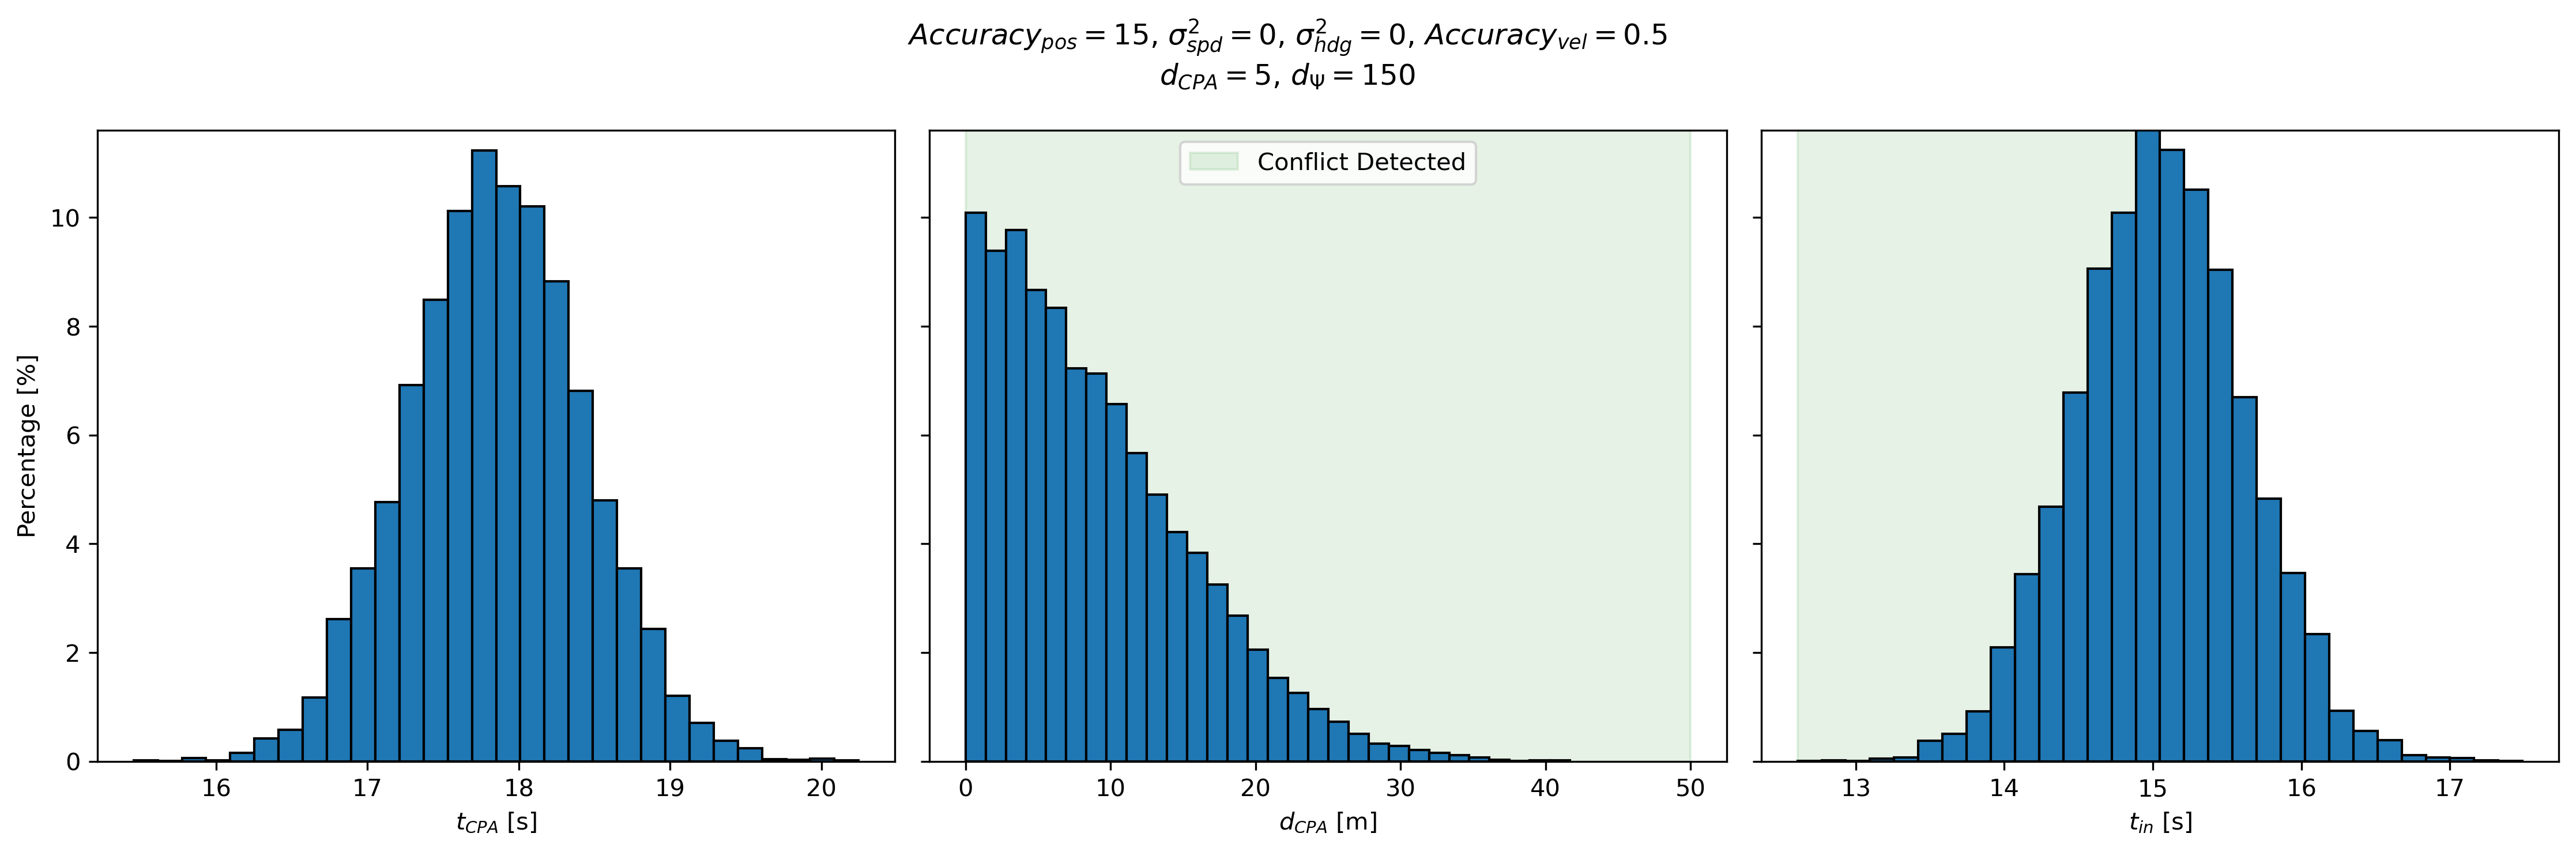 Accuracy_pos = 15, σ²_spd = 0, σ²_hdg = 0, Accuracy_vel = 0.5
d_CPA = 5, dψ = 150
Percentage [%]
10
8
6
4
2
0
16 17 18 19 20
t_CPA [s]
Conflict Detected
0 10 20 30 40 50
d_CPA [m]
13 14 15 16 17
t_in [s]